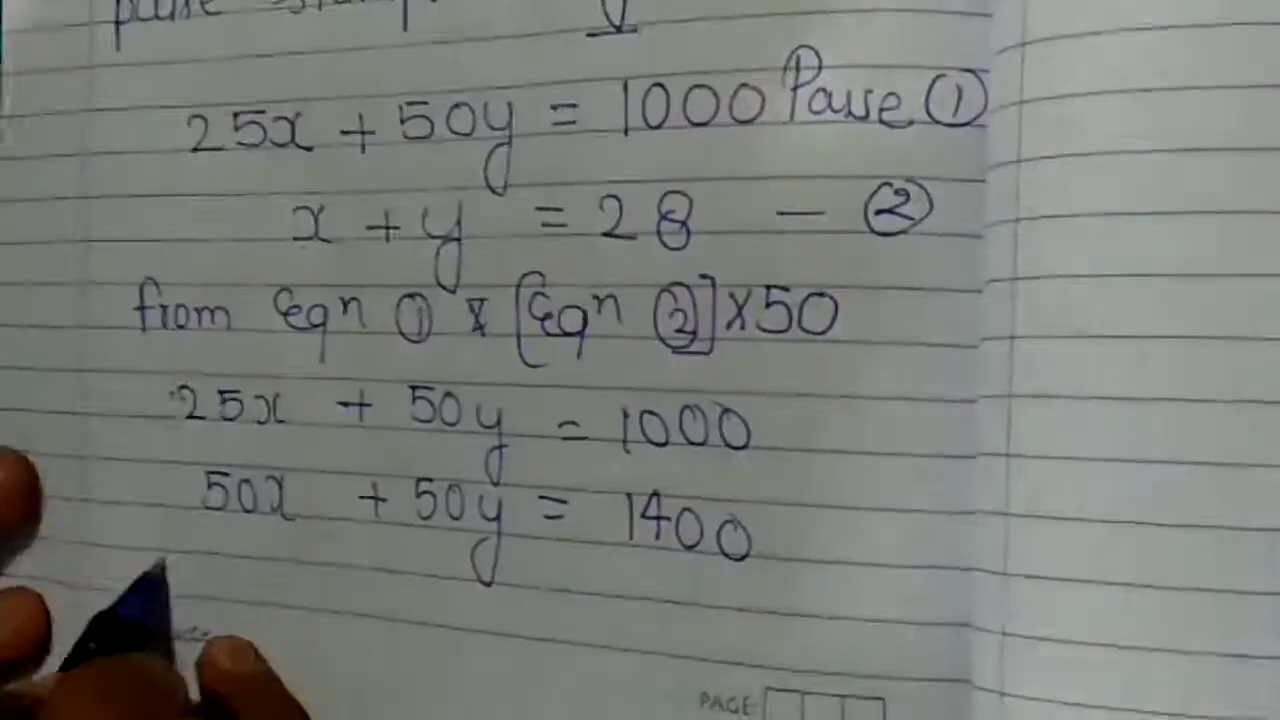 25x + 50y = 1000 Paise ①
x + y = 28 - ②
from Eqn ① & [Eqn ②]×50
25x + 50y = 1000
50x + 50y = 1400
PAGE